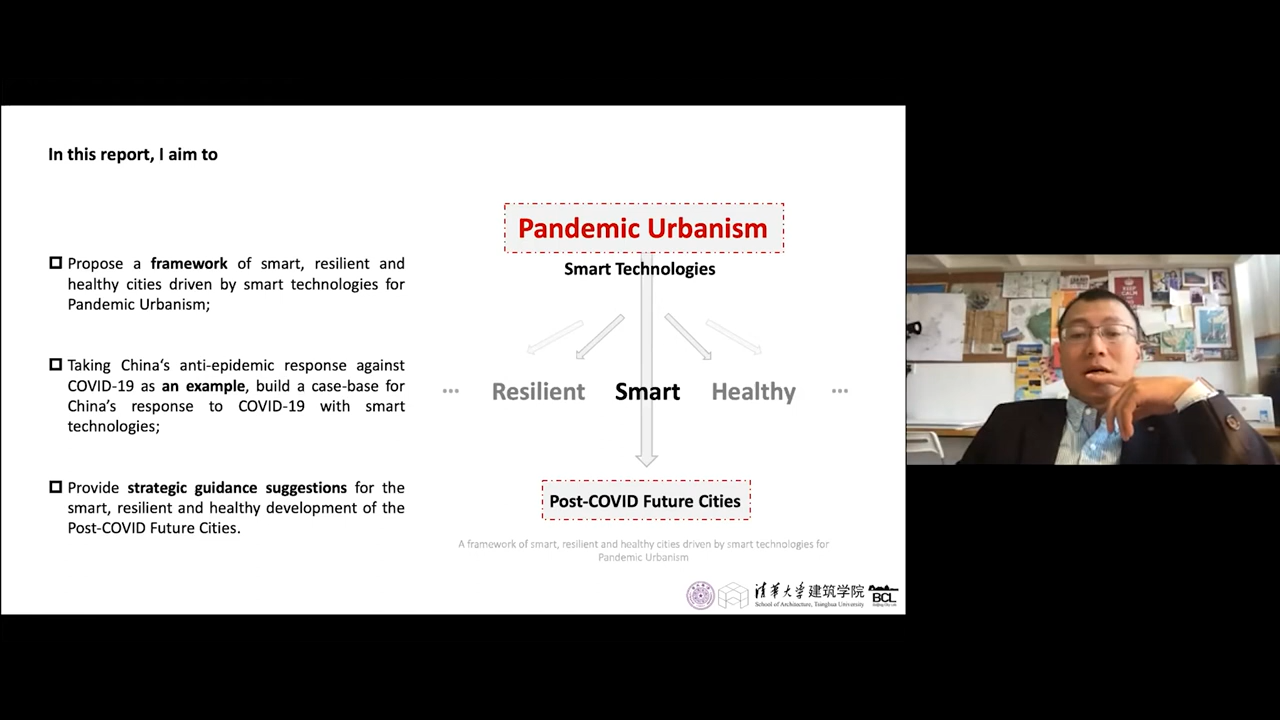 In this report, I aim to
Propose a framework of smart, resilient and
healthy cities driven by smart technologies for
Pandemic Urbanism;
Taking China‘s anti-epidemic response against
COVID-19 as an example, build a case-base for
China’s response to COVID-19 with smart
technologies;
Provide strategic guidance suggestions for the
smart, resilient and healthy development of the
Post-COVID Future Cities.
Pandemic Urbanism
Smart Technologies
··· Resilient Smart Healthy ···
Post-COVID Future Cities
A framework of smart, resilient and healthy cities driven by smart technologies for
Pandemic Urbanism
清华大学建筑学院
School of Architecture, Tsinghua University
BCL
KEEP
CALM